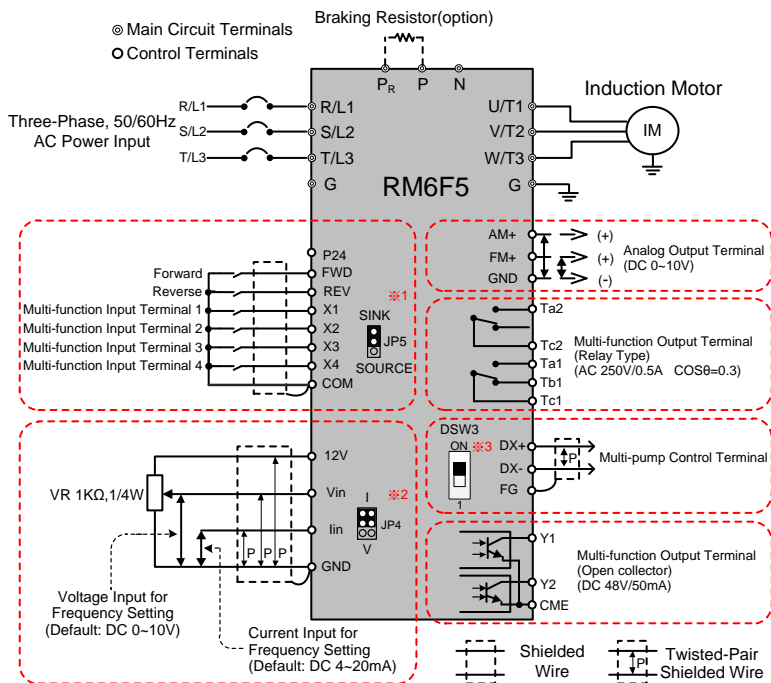 Braking Resistor(option)
Main Circuit Terminals
Control Terminals
PR P N
Induction Motor
Three-Phase, 50/60Hz
AC Power Input
R/L1
S/L2
T/L3
R/L1
S/L2
T/L3
G
RM6F5
U/T1
V/T2
W/T3
G
IM
P24
Forward FWD
Reverse REV
Multi-function Input Terminal 1 X1
Multi-function Input Terminal 2 X2
Multi-function Input Terminal 3 X3
Multi-function Input Terminal 4 X4
COM
※1
SINK
JP5
SOURCE
AM+ (+)
FM+ (+)
GND (-)
Analog Output Terminal
(DC 0~10V)
Ta2
Tc2
Ta1
Tb1
Tc1
Multi-function Output Terminal
(Relay Type)
(AC 250V/0.5A COSθ=0.3)
DSW3
ON ※3
1
DX+
DX-
FG
P
Multi-pump Control Terminal
12V
Vin
Iin
GND
VR 1KΩ,1/4W
P P P
I ※2
JP4
V
Voltage Input for
Frequency Setting
(Default: DC 0~10V)
Current Input for
Frequency Setting
(Default: DC 4~20mA)
Y1
Y2
CME
Multi-function Output Terminal
(Open collector)
(DC 48V/50mA)
Shielded
Wire
P
Twisted-Pair
Shielded Wire